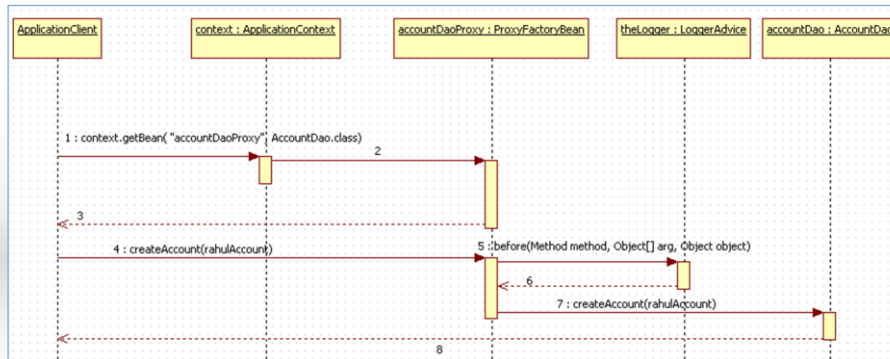 ApplicationClient
context : ApplicationContext
accountDaoProxy : ProxyFactoryBean
theLogger : LoggerAdvice
accountDao : AccountDao
1 : context.getBean( "accountDaoProxy", AccountDao.class)
2
3
4 : createAccount(rahulAccount)
5 : before(Method method, Object[] arg, Object object)
6
7 : createAccount(rahulAccount)
8